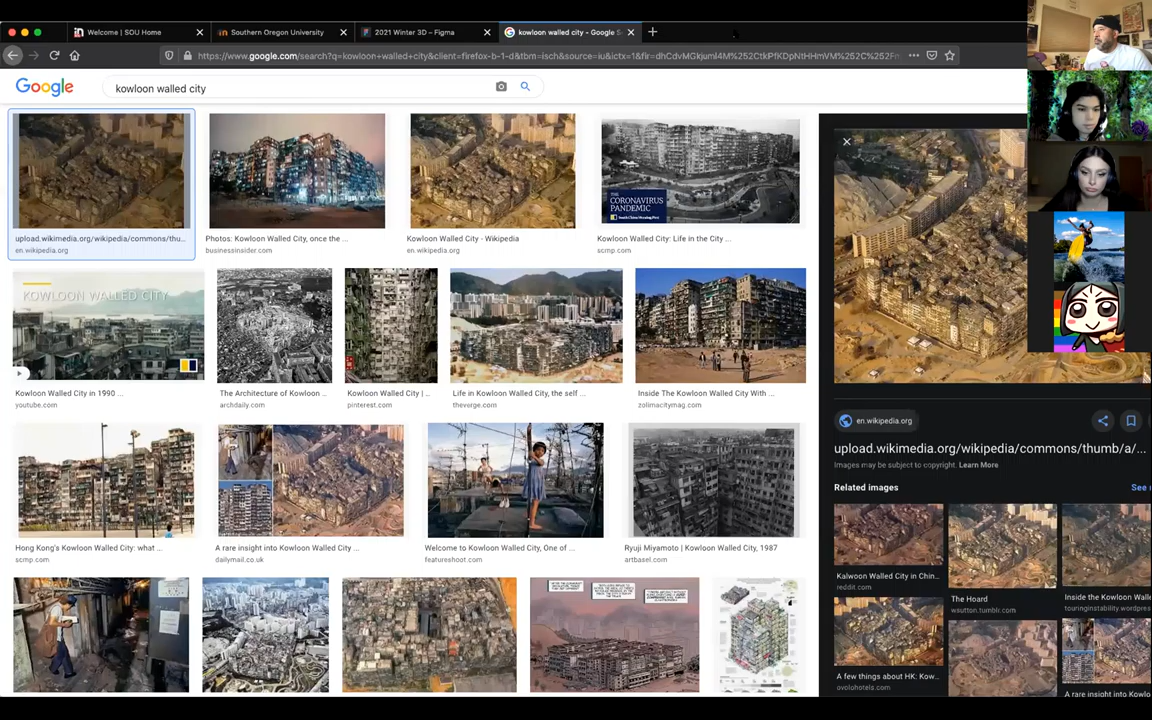 Welcome | SOU Home
Southern Oregon University
2021 Winter 3D – Figma
kowloon walled city - Google S
Google
kowloon walled city
upload.wikimedia.org/wikipedia/commons/thu...
en.wikipedia.org
Photos: Kowloon Walled City, once the ...
businessinsider.com
Kowloon Walled City - Wikipedia
en.wikipedia.org
THE
CORONAVIRUS
PANDEMIC
South China Morning Post
Kowloon Walled City: Life in the City ...
scmp.com
KOWLOON WALLED CITY
Kowloon Walled City in 1990 ...
youtube.com
The Architecture of Kowloon ...
archdaily.com
Kowloon Walled City | ...
pinterest.com
Life in Kowloon Walled City, the self ...
theverge.com
Inside The Kowloon Walled City With ...
zolimacitymag.com
Hong Kong's Kowloon Walled City: what ...
scmp.com
A rare insight into Kowloon Walled City ...
dailymail.co.uk
Welcome to Kowloon Walled City, One of ...
featureshoot.com
Ryuji Miyamoto | Kowloon Walled City, 1987
artbasel.com
en.wikipedia.org
upload.wikimedia.org/wikipedia/commons/thumb/a/...
Images may be subject to copyright. Learn More
Related images
See
Kalwoon Walled City in Chin...
reddit.com
The Hoard
wsutton.tumblr.com
Inside the Kowloon Walle
touringinstability.wordpres
A few things about HK: Kow...
ovolohotels.com
A rare insight into Kowlo